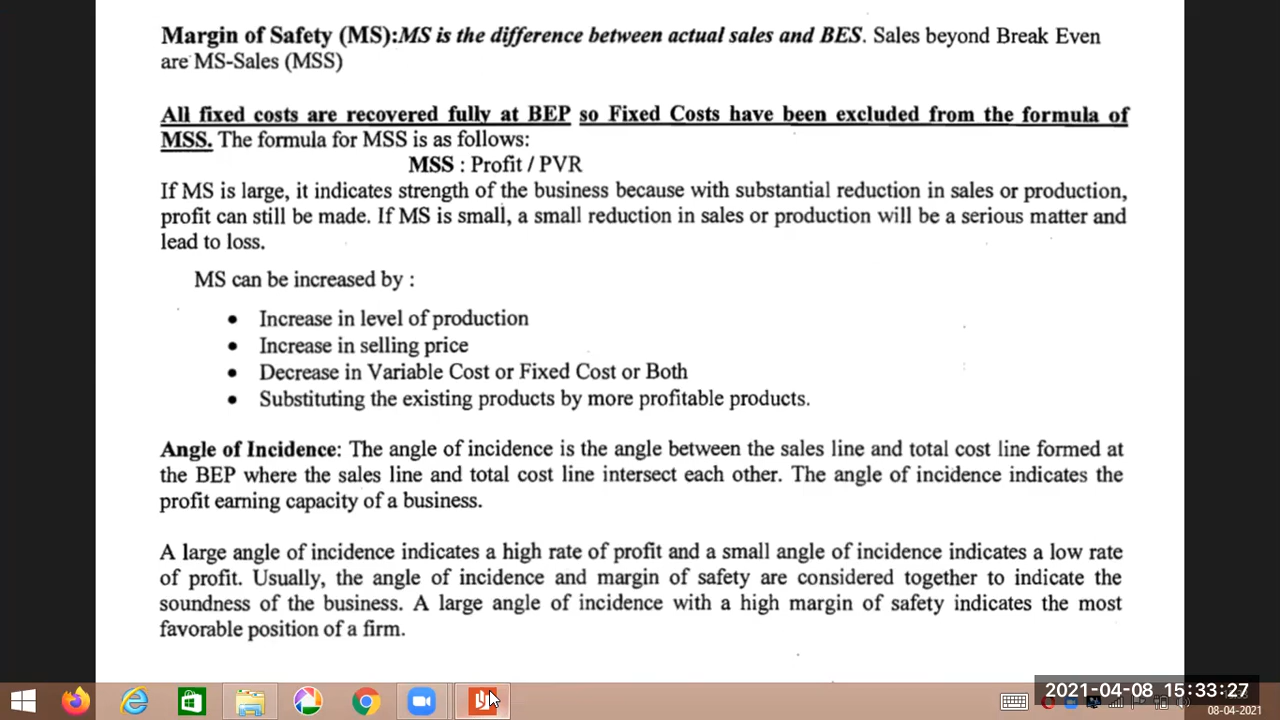 Margin of Safety (MS):MS is the difference between actual sales and BES. Sales beyond Break Even
are MS-Sales (MSS)
All fixed costs are recovered fully at BEP so Fixed Costs have been excluded from the formula of
MSS. The formula for MSS is as follows:
MSS : Profit / PVR
If MS is large, it indicates strength of the business because with substantial reduction in sales or production,
profit can still be made. If MS is small, a small reduction in sales or production will be a serious matter and
lead to loss.
MS can be increased by :
• Increase in level of production
• Increase in selling price
• Decrease in Variable Cost or Fixed Cost or Both
• Substituting the existing products by more profitable products.
Angle of Incidence: The angle of incidence is the angle between the sales line and total cost line formed at
the BEP where the sales line and total cost line intersect each other. The angle of incidence indicates the
profit earning capacity of a business.
A large angle of incidence indicates a high rate of profit and a small angle of incidence indicates a low rate
of profit. Usually, the angle of incidence and margin of safety are considered together to indicate the
soundness of the business. A large angle of incidence with a high margin of safety indicates the most
favorable position of a firm.
2021-04-08 15:33:27
08-04-2021